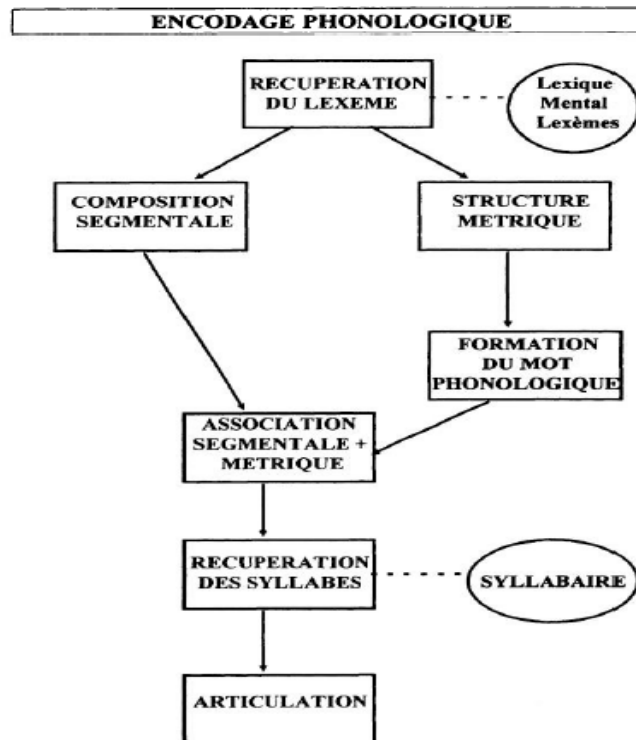 ENCODAGE PHONOLOGIQUE
RECUPERATION
DU LEXEME
Lexique
Mental
Lexèmes
COMPOSITION
SEGMENTALE
STRUCTURE
METRIQUE
FORMATION
DU MOT
PHONOLOGIQUE
ASSOCIATION
SEGMENTALE +
METRIQUE
RECUPERATION
DES SYLLABES
SYLLABAIRE
ARTICULATION